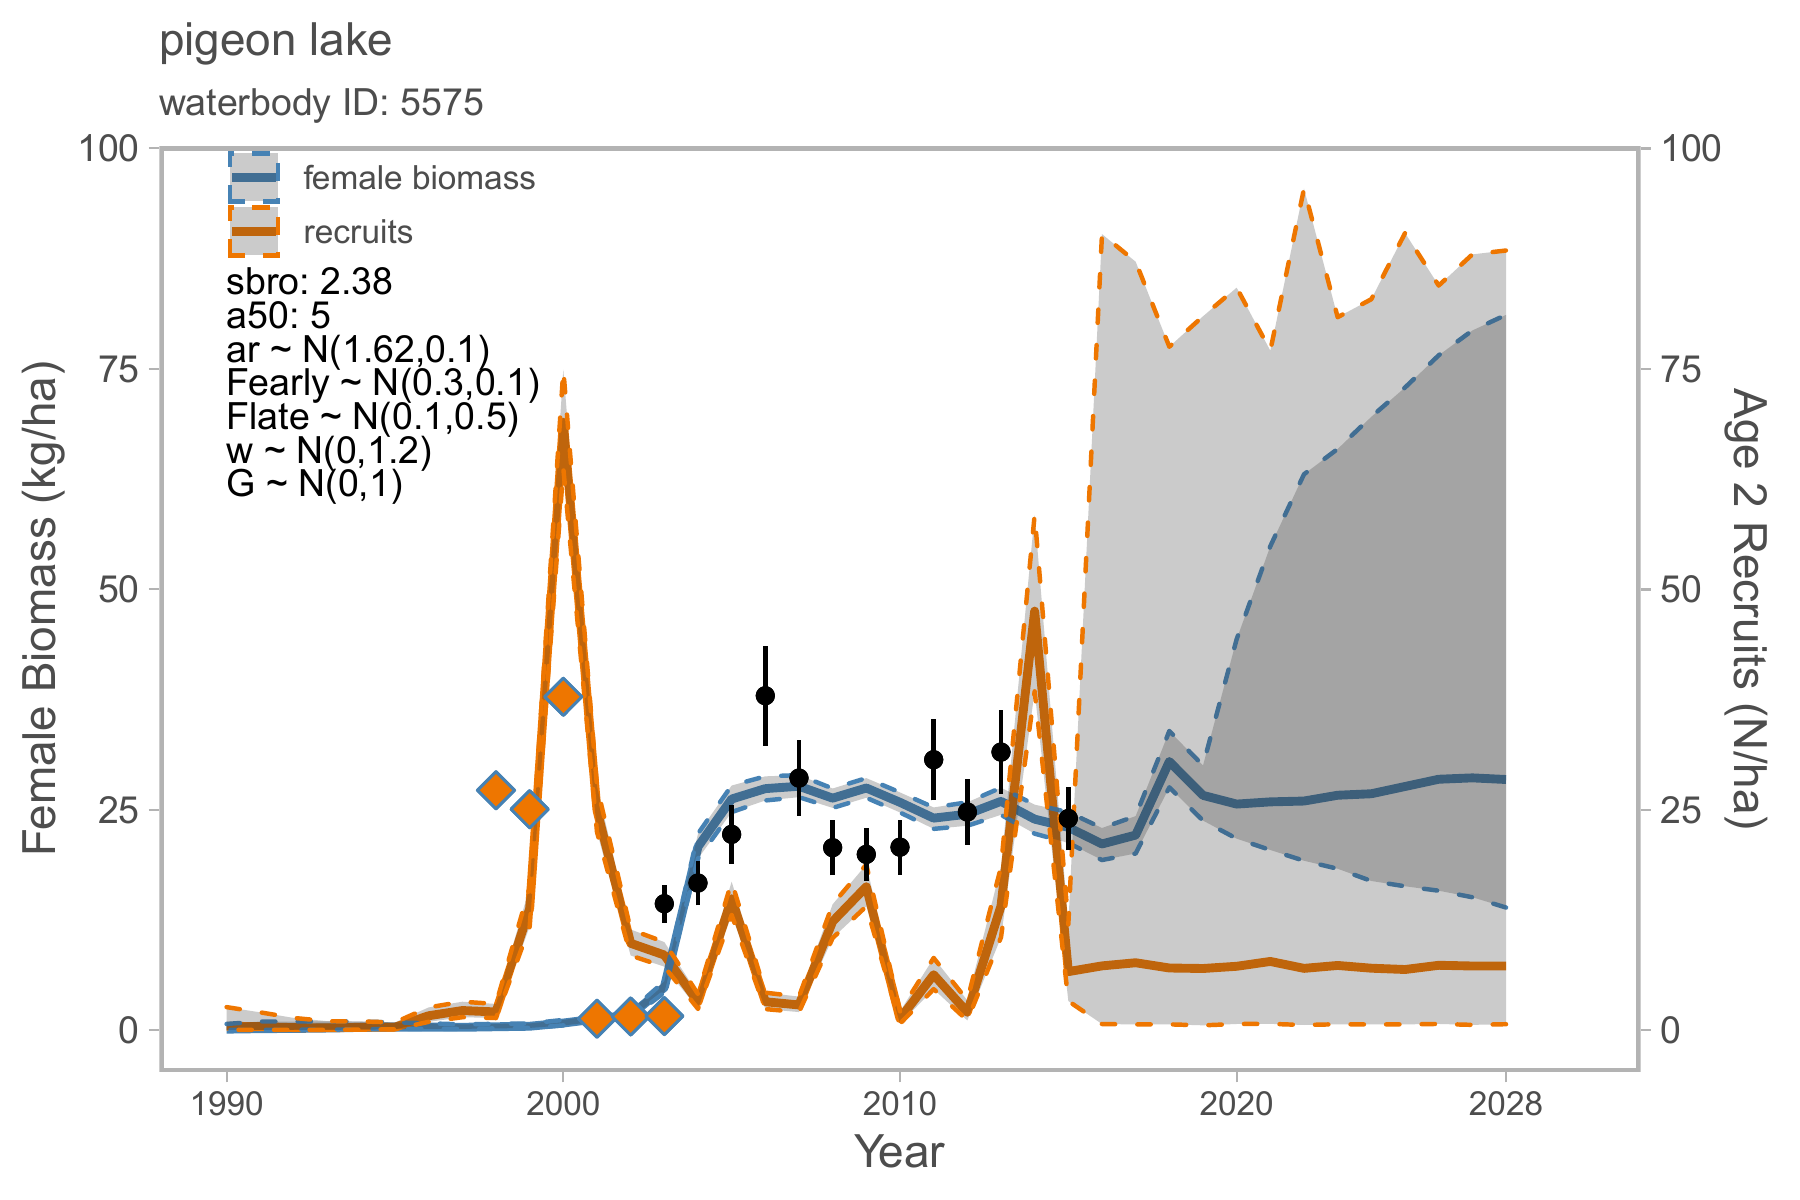 pigeon lake
waterbody ID: 5575
female biomass
recruits
sbro: 2.38
a50: 5
ar ~ N(1.62,0.1)
Fearly ~ N(0.3,0.1)
Flate ~ N(0.1,0.5)
w ~ N(0,1.2)
G ~ N(0,1)
Female Biomass (kg/ha)
100
75
50
25
0
100
75
50
25
0
Age 2 Recruits (N/ha)
1990
2000
2010
2020
2028
Year